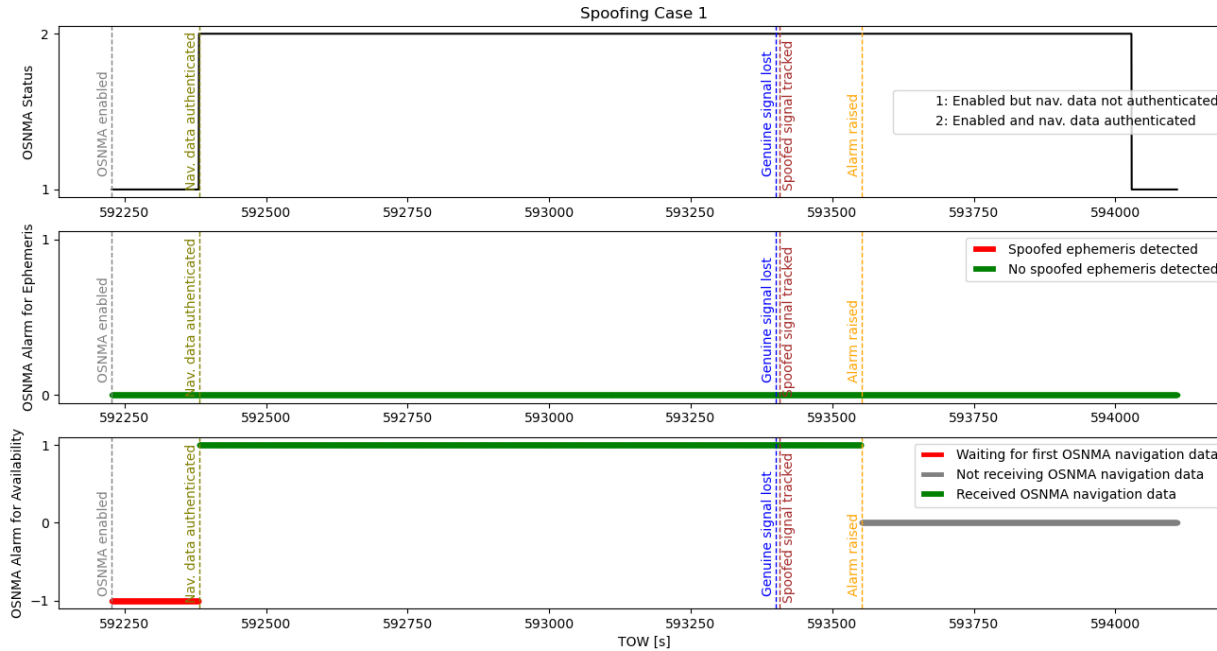 Spoofing Case 1
OSNMA Status
2
1
OSNMA enabled
Nav. data authenticated
Genuine signal lost
Spoofed signal tracked
Alarm raised
1: Enabled but nav. data not authenticated
2: Enabled and nav. data authenticated
592250
592500
592750
593000
593250
593500
593750
594000
OSNMA Alarm for Ephemeris
1
0
OSNMA enabled
Nav. data authenticated
Genuine signal lost
Spoofed signal tracked
Alarm raised
Spoofed ephemeris detected
No spoofed ephemeris detected
592250
592500
592750
593000
593250
593500
593750
594000
OSNMA Alarm for Availability
1
0
−1
OSNMA enabled
Nav. data authenticated
Genuine signal lost
Spoofed signal tracked
Alarm raised
Waiting for first OSNMA navigation data
Not receiving OSNMA navigation data
Received OSNMA navigation data
592250
592500
592750
593000
593250
593500
593750
594000
TOW [s]